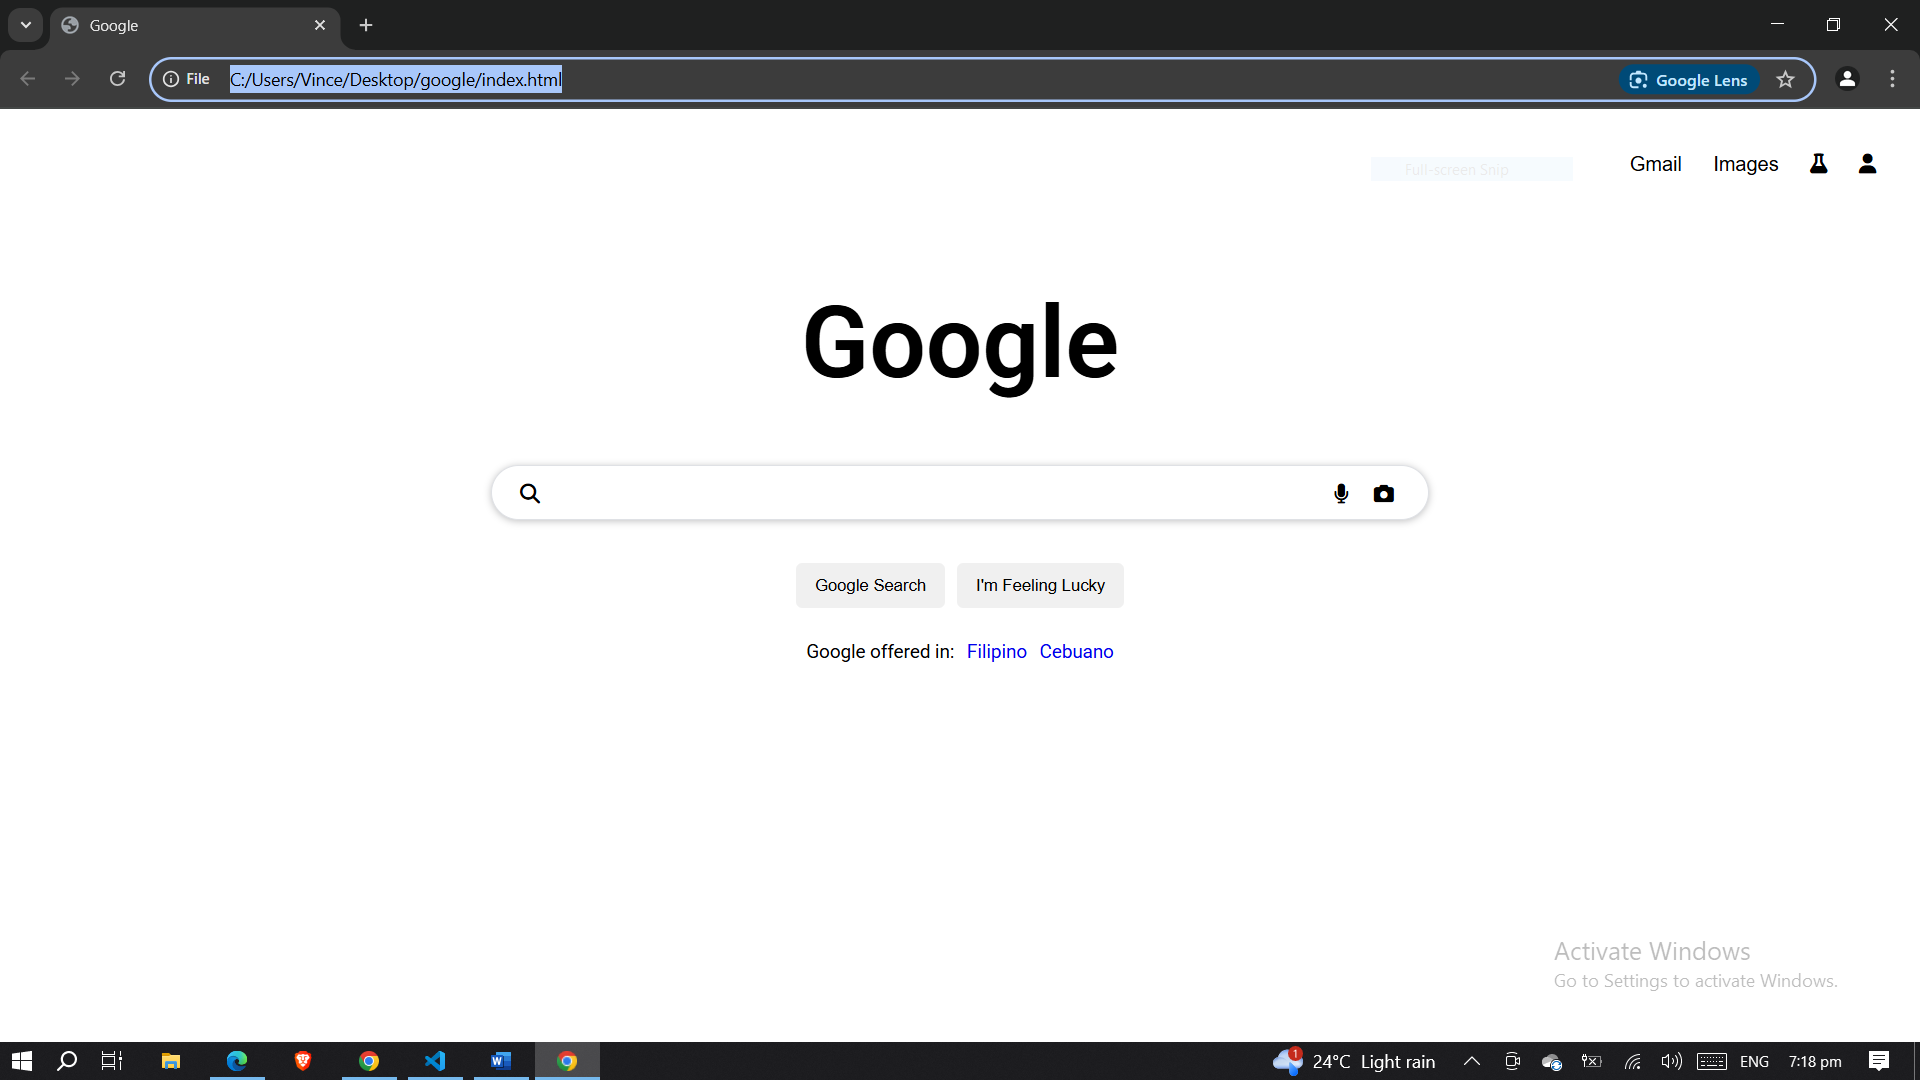 Google
File C:/Users/Vince/Desktop/google/index.html Google Lens
Full-screen Snip
Gmail Images
Google
Google Search I'm Feeling Lucky
Google offered in: Filipino Cebuano
Activate Windows
Go to Settings to activate Windows.
1 24°C Light rain ENG 7:18 pm